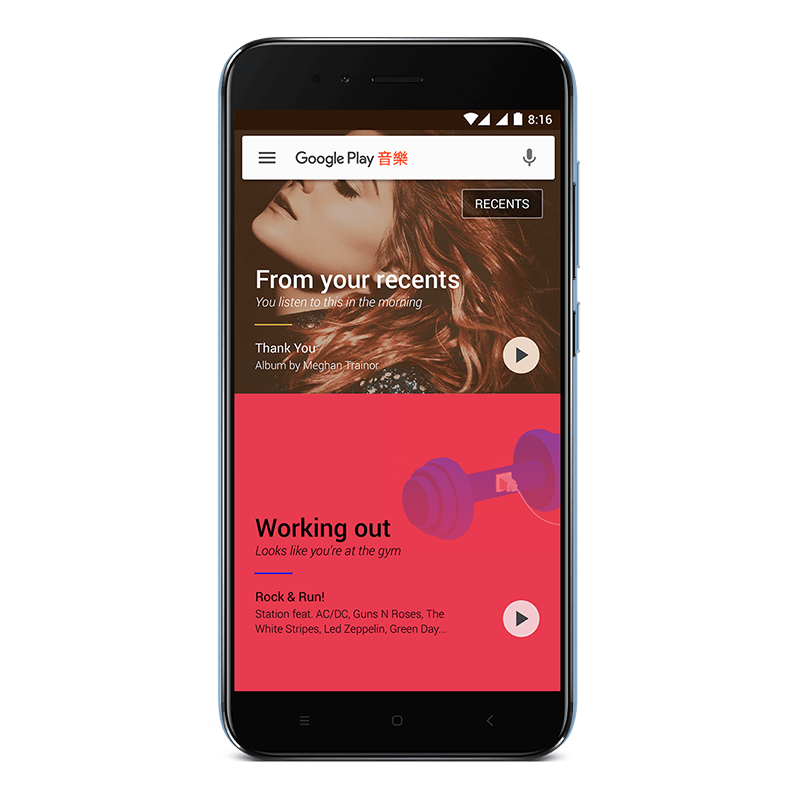 8:16
Google Play 音樂
RECENTS
From your recents
You listen to this in the morning
Thank You
Album by Meghan Trainor
Working out
Looks like you're at the gym
Rock & Run!
Station feat. AC/DC, Guns N Roses, The
White Stripes, Led Zeppelin, Green Day...